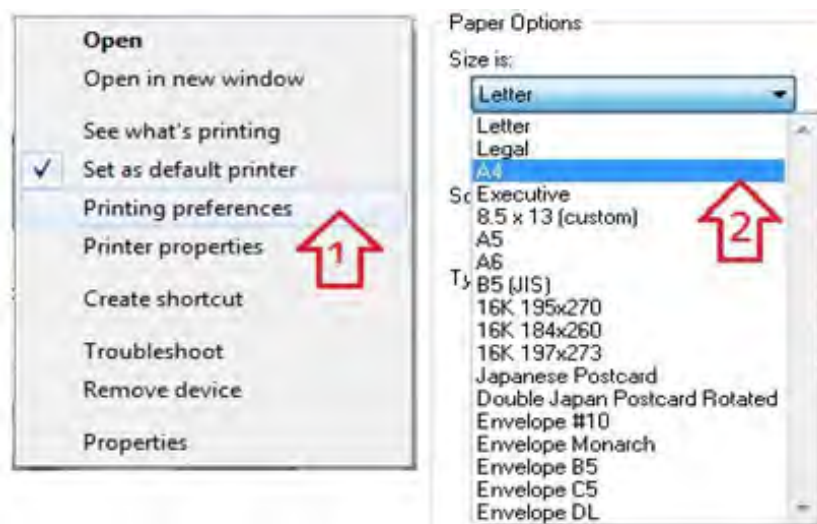 Open
Open in new window
See what's printing
✓ Set as default printer
Printing preferences
Printer properties
Create shortcut
Troubleshoot
Remove device
Properties
1
Paper Options
Size is:
Letter
Letter
Legal
A4
Executive
8.5 x 13 (custom)
A5
A6
B5 (JIS)
16K 195x270
16K 184x260
16K 197x273
Japanese Postcard
Double Japan Postcard Rotated
Envelope #10
Envelope Monarch
Envelope B5
Envelope C5
Envelope DL
2